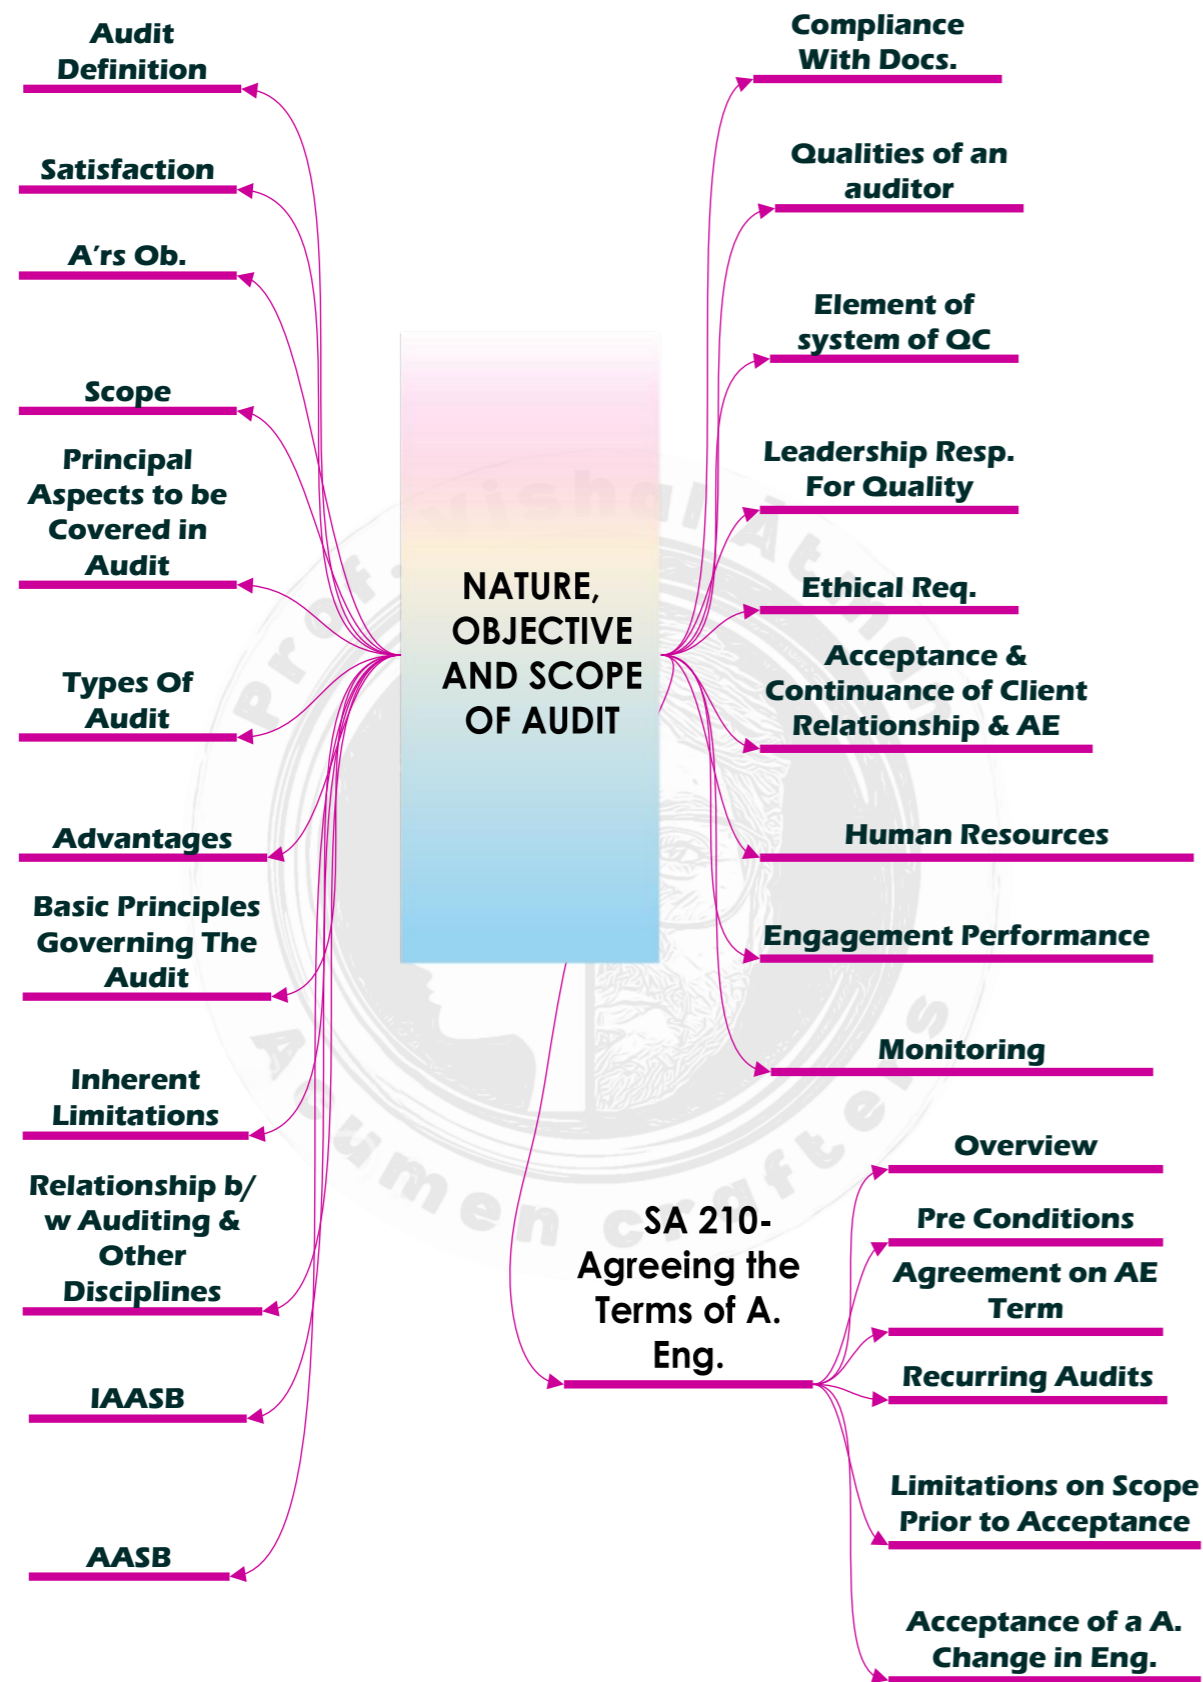 Audit
Definition
Satisfaction
A’rs Ob.
Scope
Principal
Aspects to be
Covered in
Audit
Types Of
Audit
Advantages
Basic Principles
Governing The
Audit
Inherent
Limitations
Relationship b/
w Auditing &
Other
Disciplines
IAASB
AASB
NATURE,
OBJECTIVE
AND SCOPE
OF AUDIT
Compliance
With Docs.
Qualities of an
auditor
Element of
system of QC
Leadership Resp.
For Quality
Ethical Req.
Acceptance &
Continuance of Client
Relationship & AE
Human Resources
Engagement Performance
Monitoring
SA 210-
Agreeing the
Terms of A.
Eng.
Overview
Pre Conditions
Agreement on AE
Term
Recurring Audits
Limitations on Scope
Prior to Acceptance
Acceptance of a A.
Change in Eng.
Acumen crafters